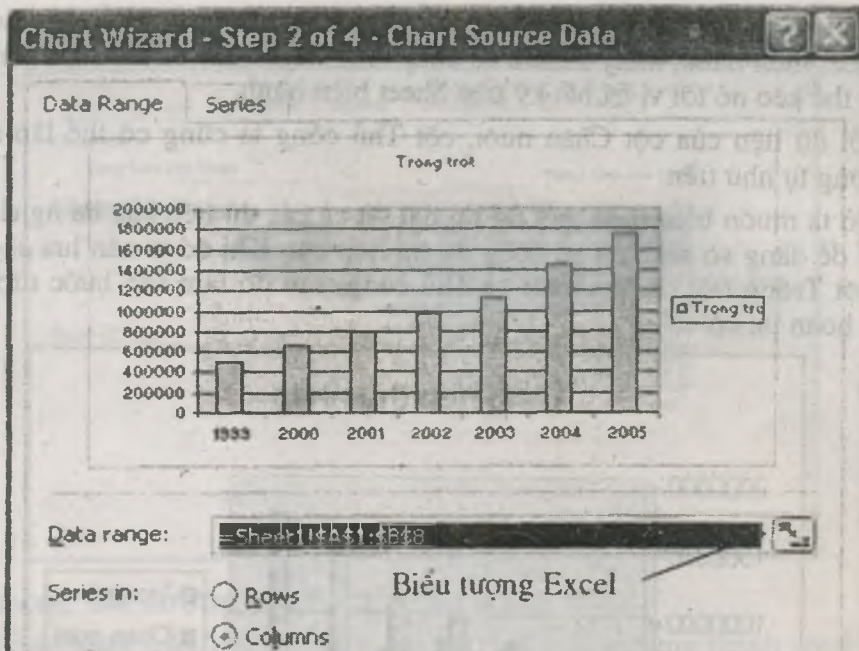 Chart Wizard - Step 2 of 4 - Chart Source Data
Data Range Series
Trong trot
2000000
1800000
1600000
1400000
1200000
1000000
800000
600000
400000
200000
0
1999 2000 2001 2002 2003 2004 2005
Trong trọ
Data range:
=Sheet1!$A$1:$B$8
Biểu tượng Excel
Series in:
Rows
Columns